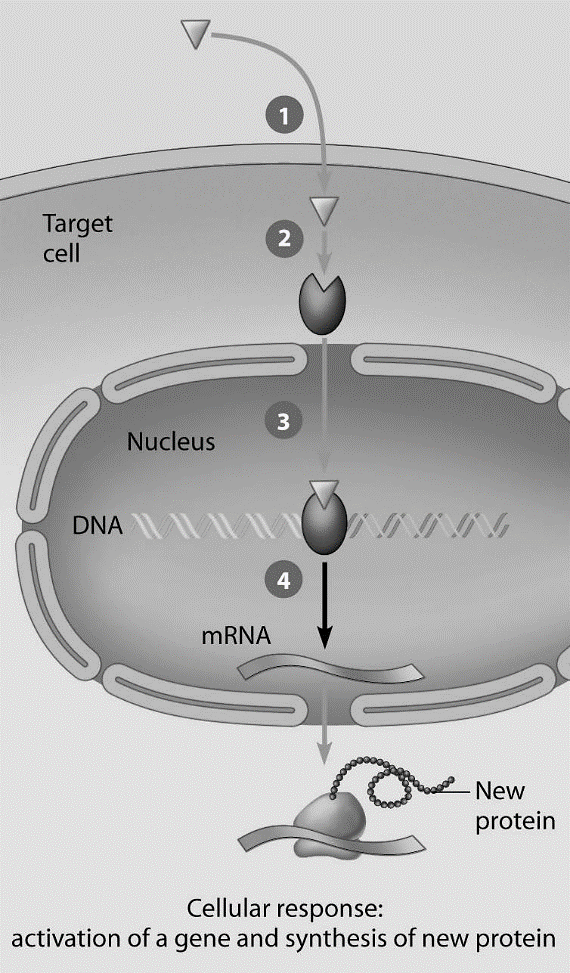 1
Target
cell
2
3
Nucleus
DNA
4
mRNA
New
protein
Cellular response:
activation of a gene and synthesis of new protein